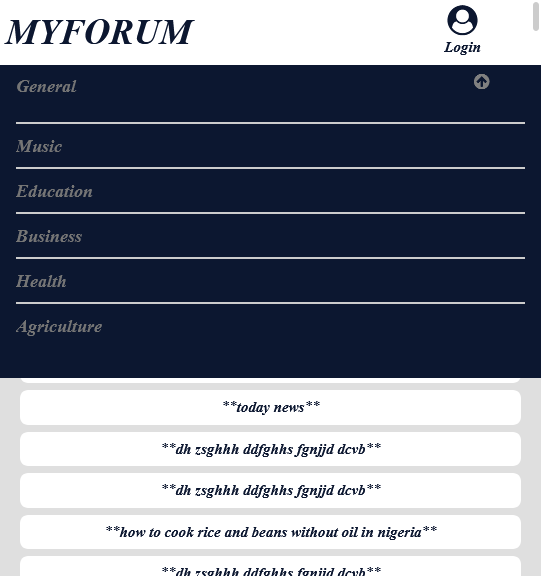 MYFORUM
Login
General
Music
Education
Business
Health
Agriculture
**today news**
**dh zsghhh ddfghhs fgnjjd dcvb**
**dh zsghhh ddfghhs fgnjjd dcvb**
**how to cook rice and beans without oil in nigeria**
**dh zsghhh ddfghhs fgnjjd dcvb**